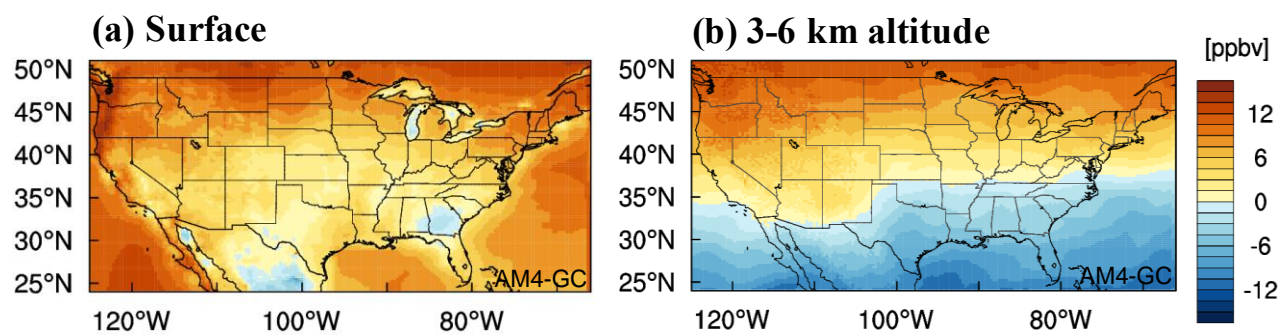 (a) Surface
(b) 3-6 km altitude
[ppbv]
50°N
45°N
40°N
35°N
30°N
25°N
AM4-GC
120°W
100°W
80°W
50°N
45°N
40°N
35°N
30°N
25°N
AM4-GC
120°W
100°W
80°W
12
6
0
-6
-12